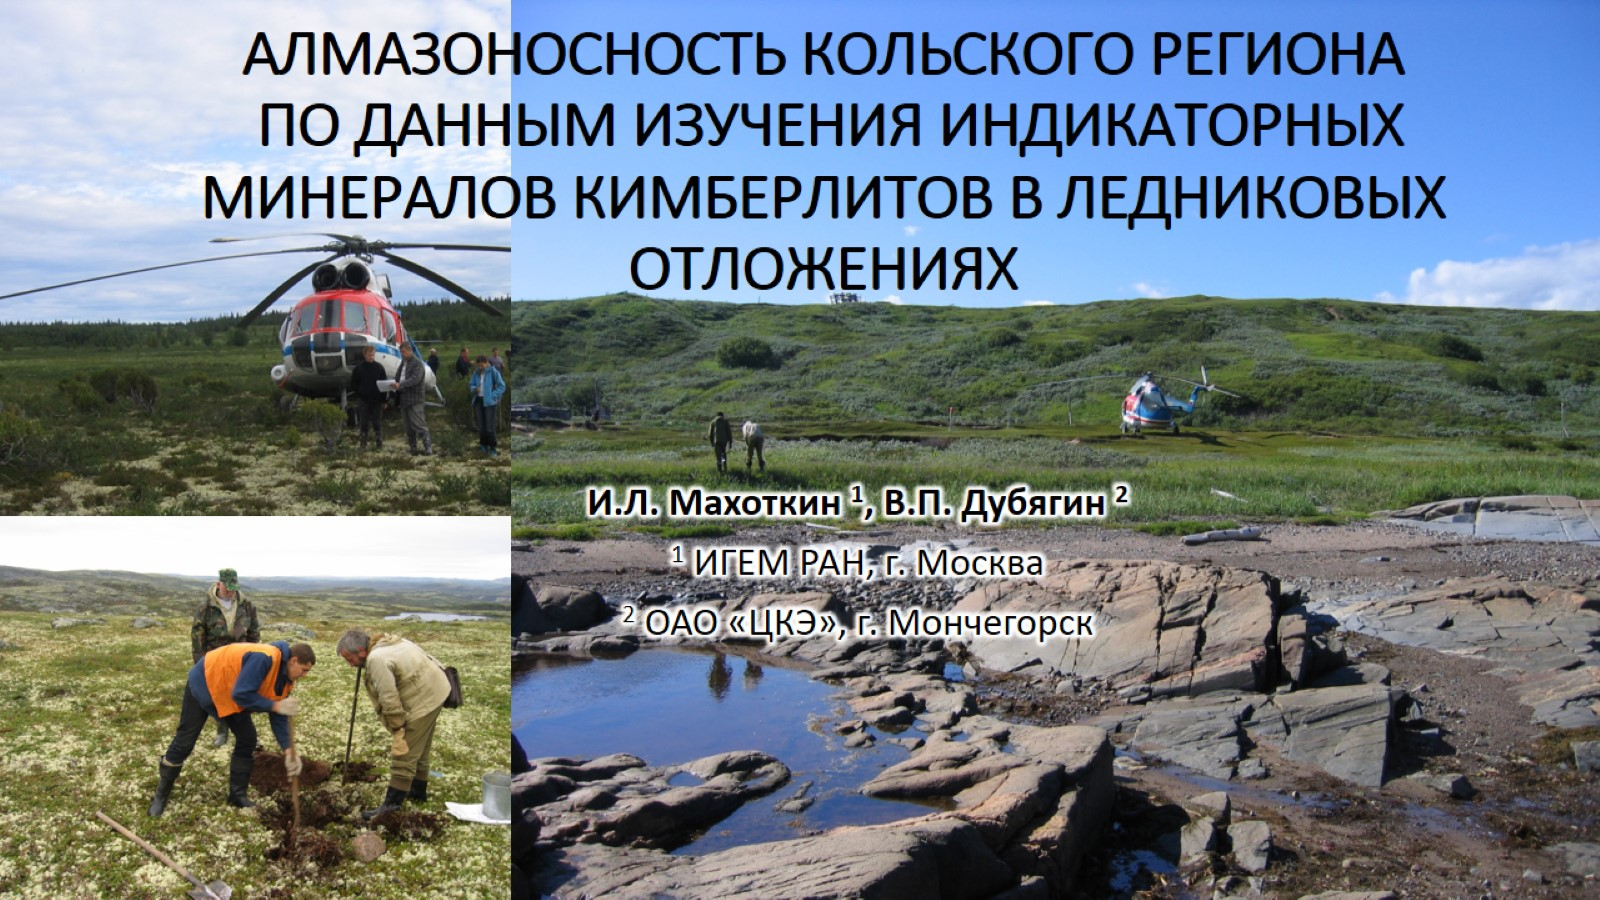 АЛМАЗОНОСНОСТЬ КОЛЬСКОГО РЕГИОНА
ПО ДАННЫМ ИЗУЧЕНИЯ ИНДИКАТОРНЫХ
МИНЕРАЛОВ КИМБЕРЛИТОВ В ЛЕДНИКОВЫХ
ОТЛОЖЕНИЯХ
И.Л. Махоткин ¹, В.П. Дубягин ²
¹ ИГЕМ РАН, г. Москва
² ОАО «ЦКЭ», г. Мончегорск